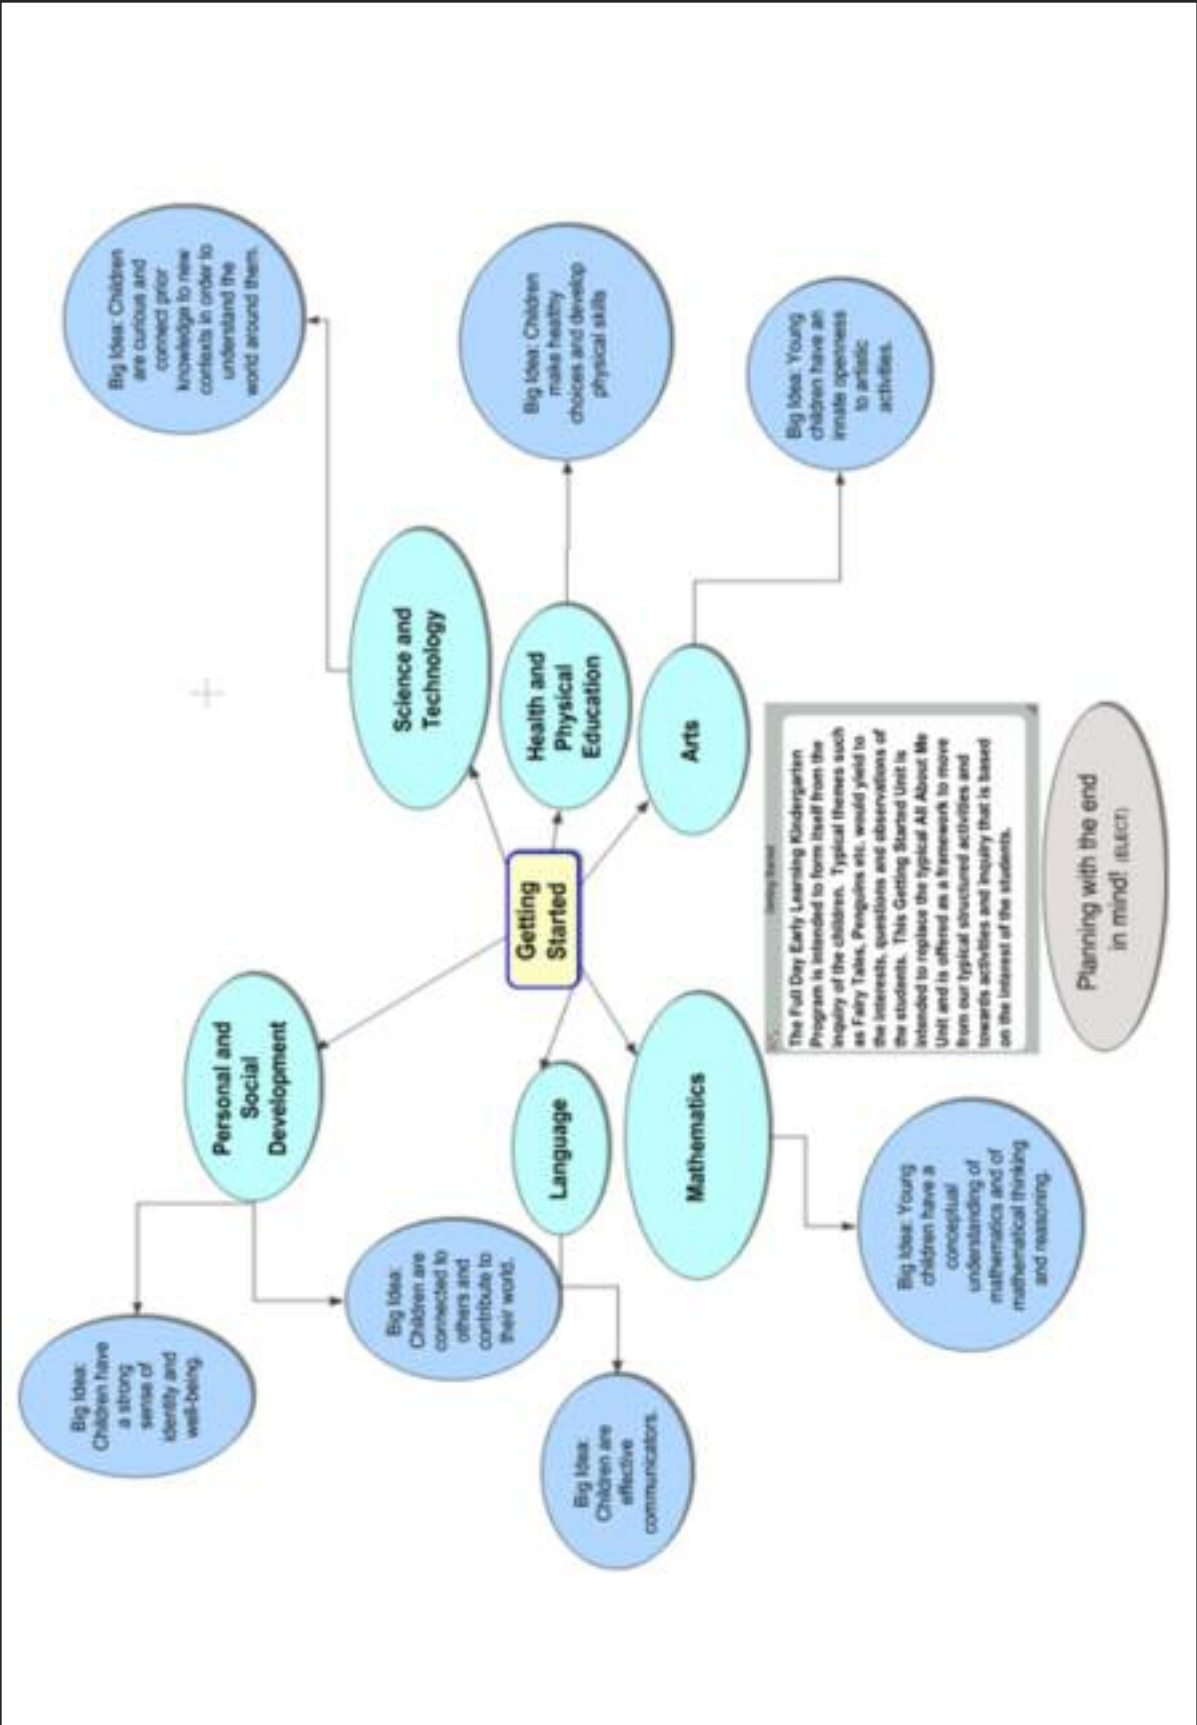 Big Idea:
Children have
a strong
sense of
identity and
well-being.
Personal and
Social
Development
Big Idea: Children
are curious and
connect prior
knowledge to new
contexts in order to
understand the
world around them.
Big Idea:
Children are
connected to
others and
contribute to
their world.
Science and
Technology
Big Idea: Children
make healthy
choices and develop
physical skills
Getting
Started
Health and
Physical
Education
Language
Big Idea:
Children are
effective
communicators.
Mathematics
Arts
Big Idea: Young
children have an
innate openness
to artistic
activities.
Getting Started
The Full Day Early Learning Kindergarten
Program is intended to form itself from the
inquiry of the children. Typical themes such
as Fairy Tales, Penguins etc. would yield to
the interests, questions and observations of
the students. This Getting Started Unit is
intended to replace the typical All About Me
Unit and is offered as a framework to move
from our typical structured activities and
towards activities and inquiry that is based
on the interest of the students.
Big Idea: Young
children have a
conceptual
understanding of
mathematics and of
mathematical thinking
and reasoning.
Planning with the end
in mind! (ELECT)